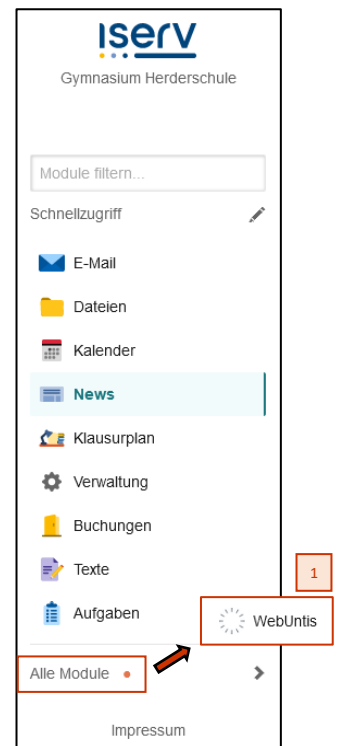 IServ
Gymnasium Herderschule
Module filtern...
Schnellzugriff
E-Mail
Dateien
Kalender
News
Klausurplan
Verwaltung
Buchungen
Texte
1
Aufgaben
WebUntis
Alle Module
Impressum